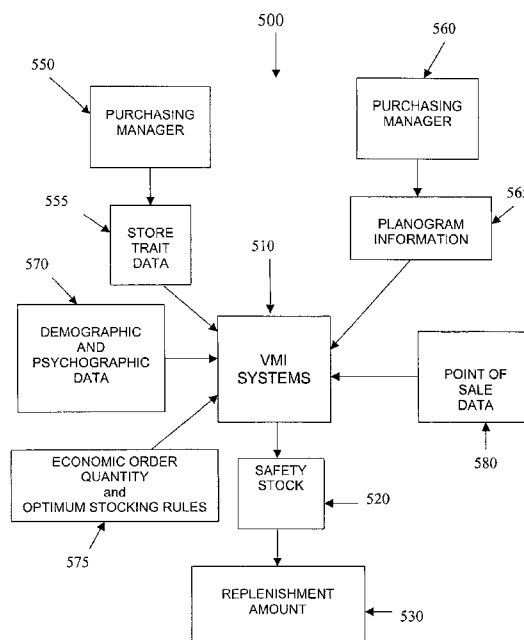 500
550
560
PURCHASING
MANAGER
PURCHASING
MANAGER
555
565
STORE
TRAIT
DATA
PLANOGRAM
INFORMATION
510
570
DEMOGRAPHIC
AND
PSYCHOGRAPHIC
DATA
VMI
SYSTEMS
POINT OF
SALE
DATA
580
ECONOMIC ORDER
QUANTITY
and
OPTIMUM STOCKING RULES
575
SAFETY
STOCK
520
REPLENISHMENT
AMOUNT
530